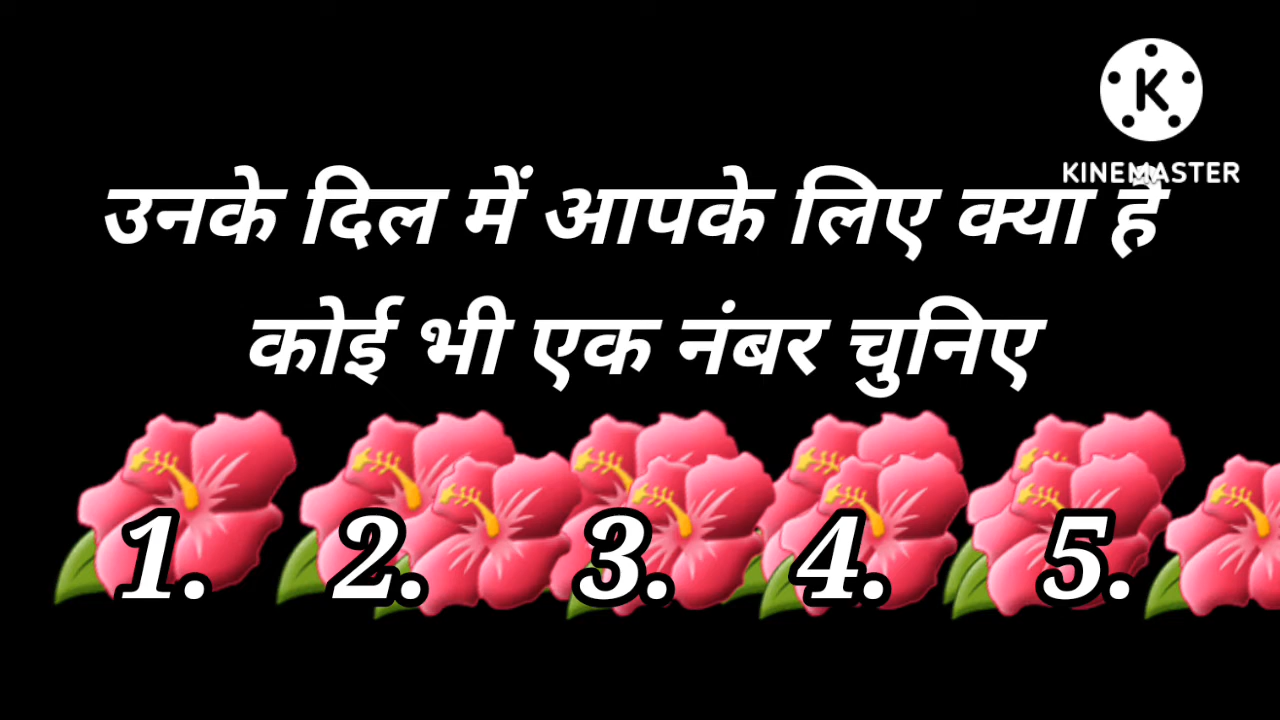 KINEMASTER
उनके दिल में आपके लिए क्या है
कोई भी एक नंबर चुनिए
1. 2. 3. 4. 5.